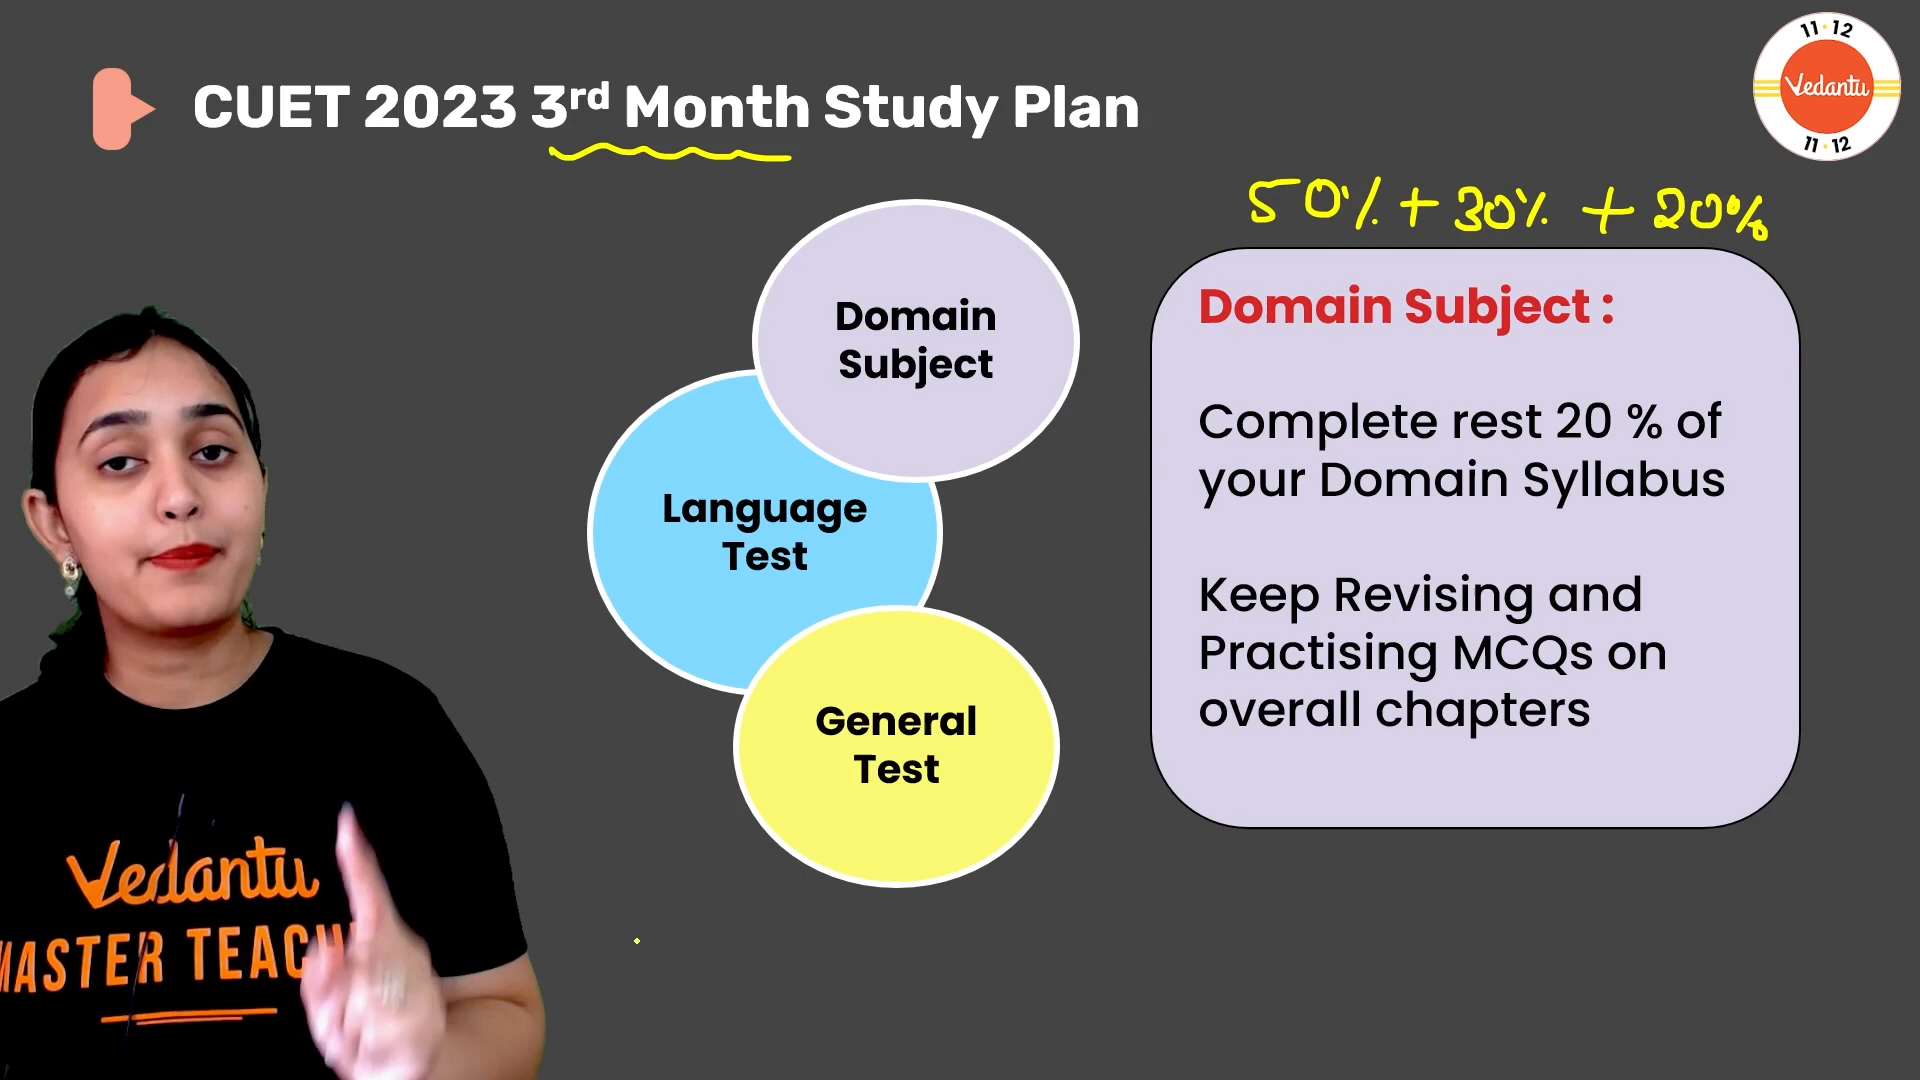 CUET 2023 3rd Month Study Plan
11·12
Vedantu
11·12
50% + 30% + 20%
Domain
Subject
Language
Test
General
Test
Domain Subject :
Complete rest 20 % of
your Domain Syllabus
Keep Revising and
Practising MCQs on
overall chapters
Vedantu
MASTER TEACH